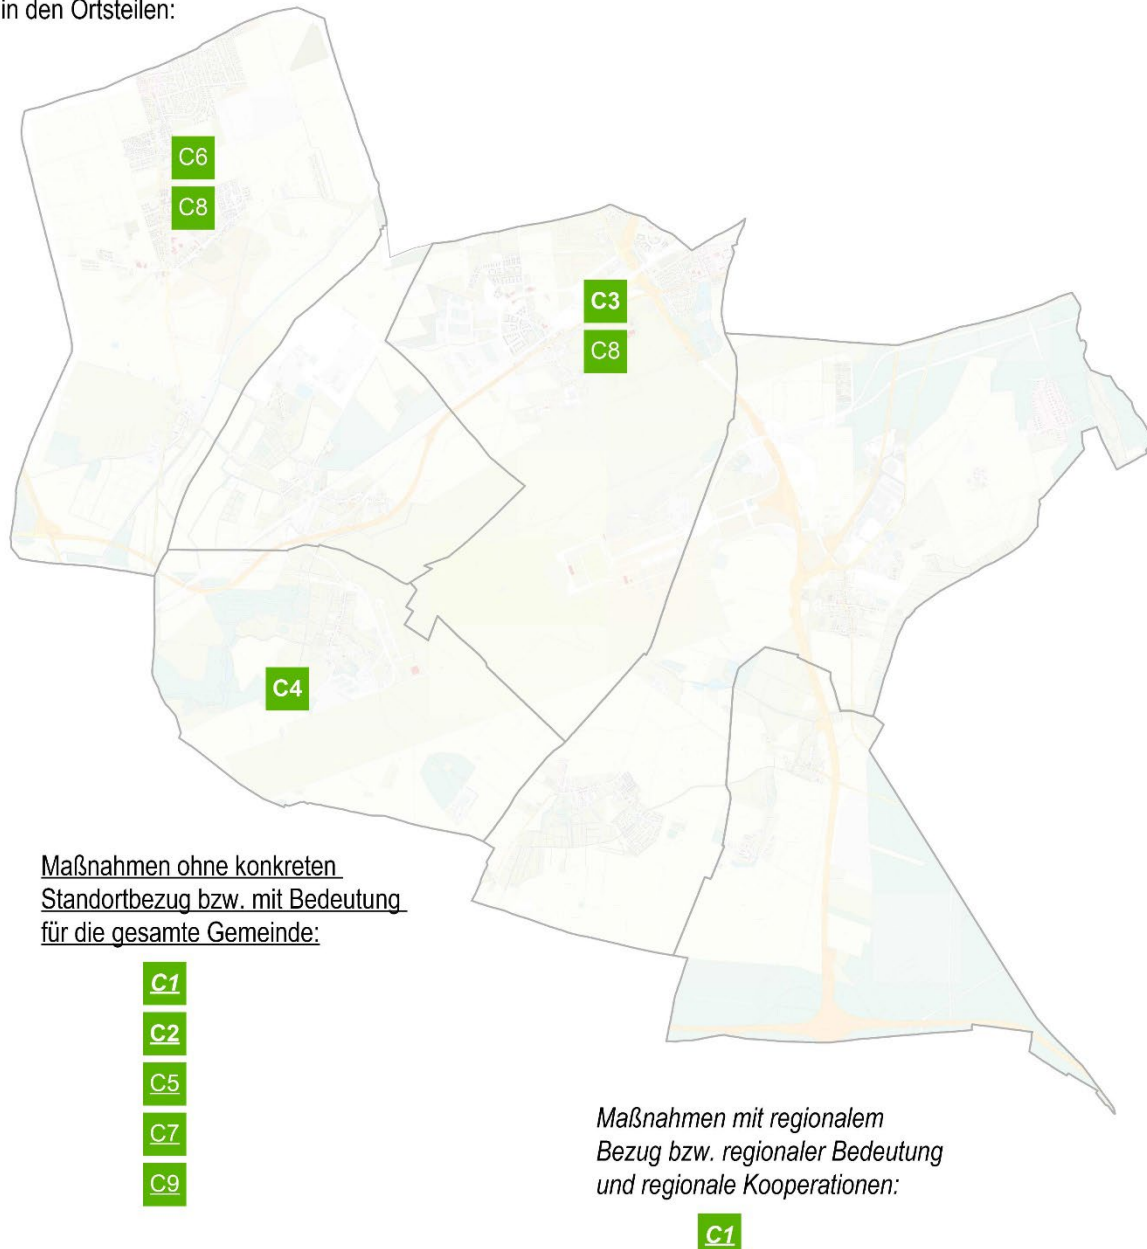 in den Ortsteilen:
C6
C8
C3
C8
C4
Maßnahmen ohne konkreten
Standortbezug bzw. mit Bedeutung
für die gesamte Gemeinde:
C1
C2
C5
C7
C9
Maßnahmen mit regionalem
Bezug bzw. regionaler Bedeutung
und regionale Kooperationen:
C1